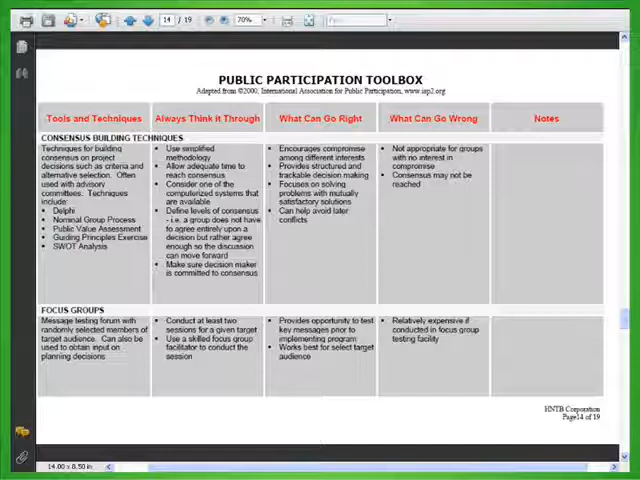 14 / 19
70%
PUBLIC PARTICIPATION TOOLBOX
Adapted from ©2000, International Association for Public Participation, www.iap2.org
Tools and Techniques
Always Think it Through
What Can Go Right
What Can Go Wrong
Notes
CONSENSUS BUILDING TECHNIQUES
Techniques for building
consensus on project
decisions such as criteria and
alternative selection. Often
used with advisory
committees. Techniques
include:
• Delphi
• Nominal Group Process
• Public Value Assessment
• Guiding Principles Exercise
• SWOT Analysis
• Use simplified
methodology
• Allow adequate time to
reach consensus
• Consider one of the
computerized systems that
are available
• Define levels of consensus
- i.e. a group does not have
to agree entirely upon a
decision but rather agree
enough so the discussion
can move forward
• Make sure decision maker
is committed to consensus
• Encourages compromise
among different interests
• Provides structured and
trackable decision making
• Focuses on solving
problems with mutually
satisfactory solutions
• Can help avoid later
conflicts
• Not appropriate for groups
with no interest in
compromise
• Consensus may not be
reached
FOCUS GROUPS
Message testing forum with
randomly selected members of
target audience. Can also be
used to obtain input on
planning decisions
• Conduct at least two
sessions for a given target
• Use a skilled focus group
facilitator to conduct the
session
• Provides opportunity to test
key messages prior to
implementing program
• Works best for select target
audience
• Relatively expensive if
conducted in focus group
testing facility
HNTB Corporation
Page14 of 19
14.00 x 8.50 in